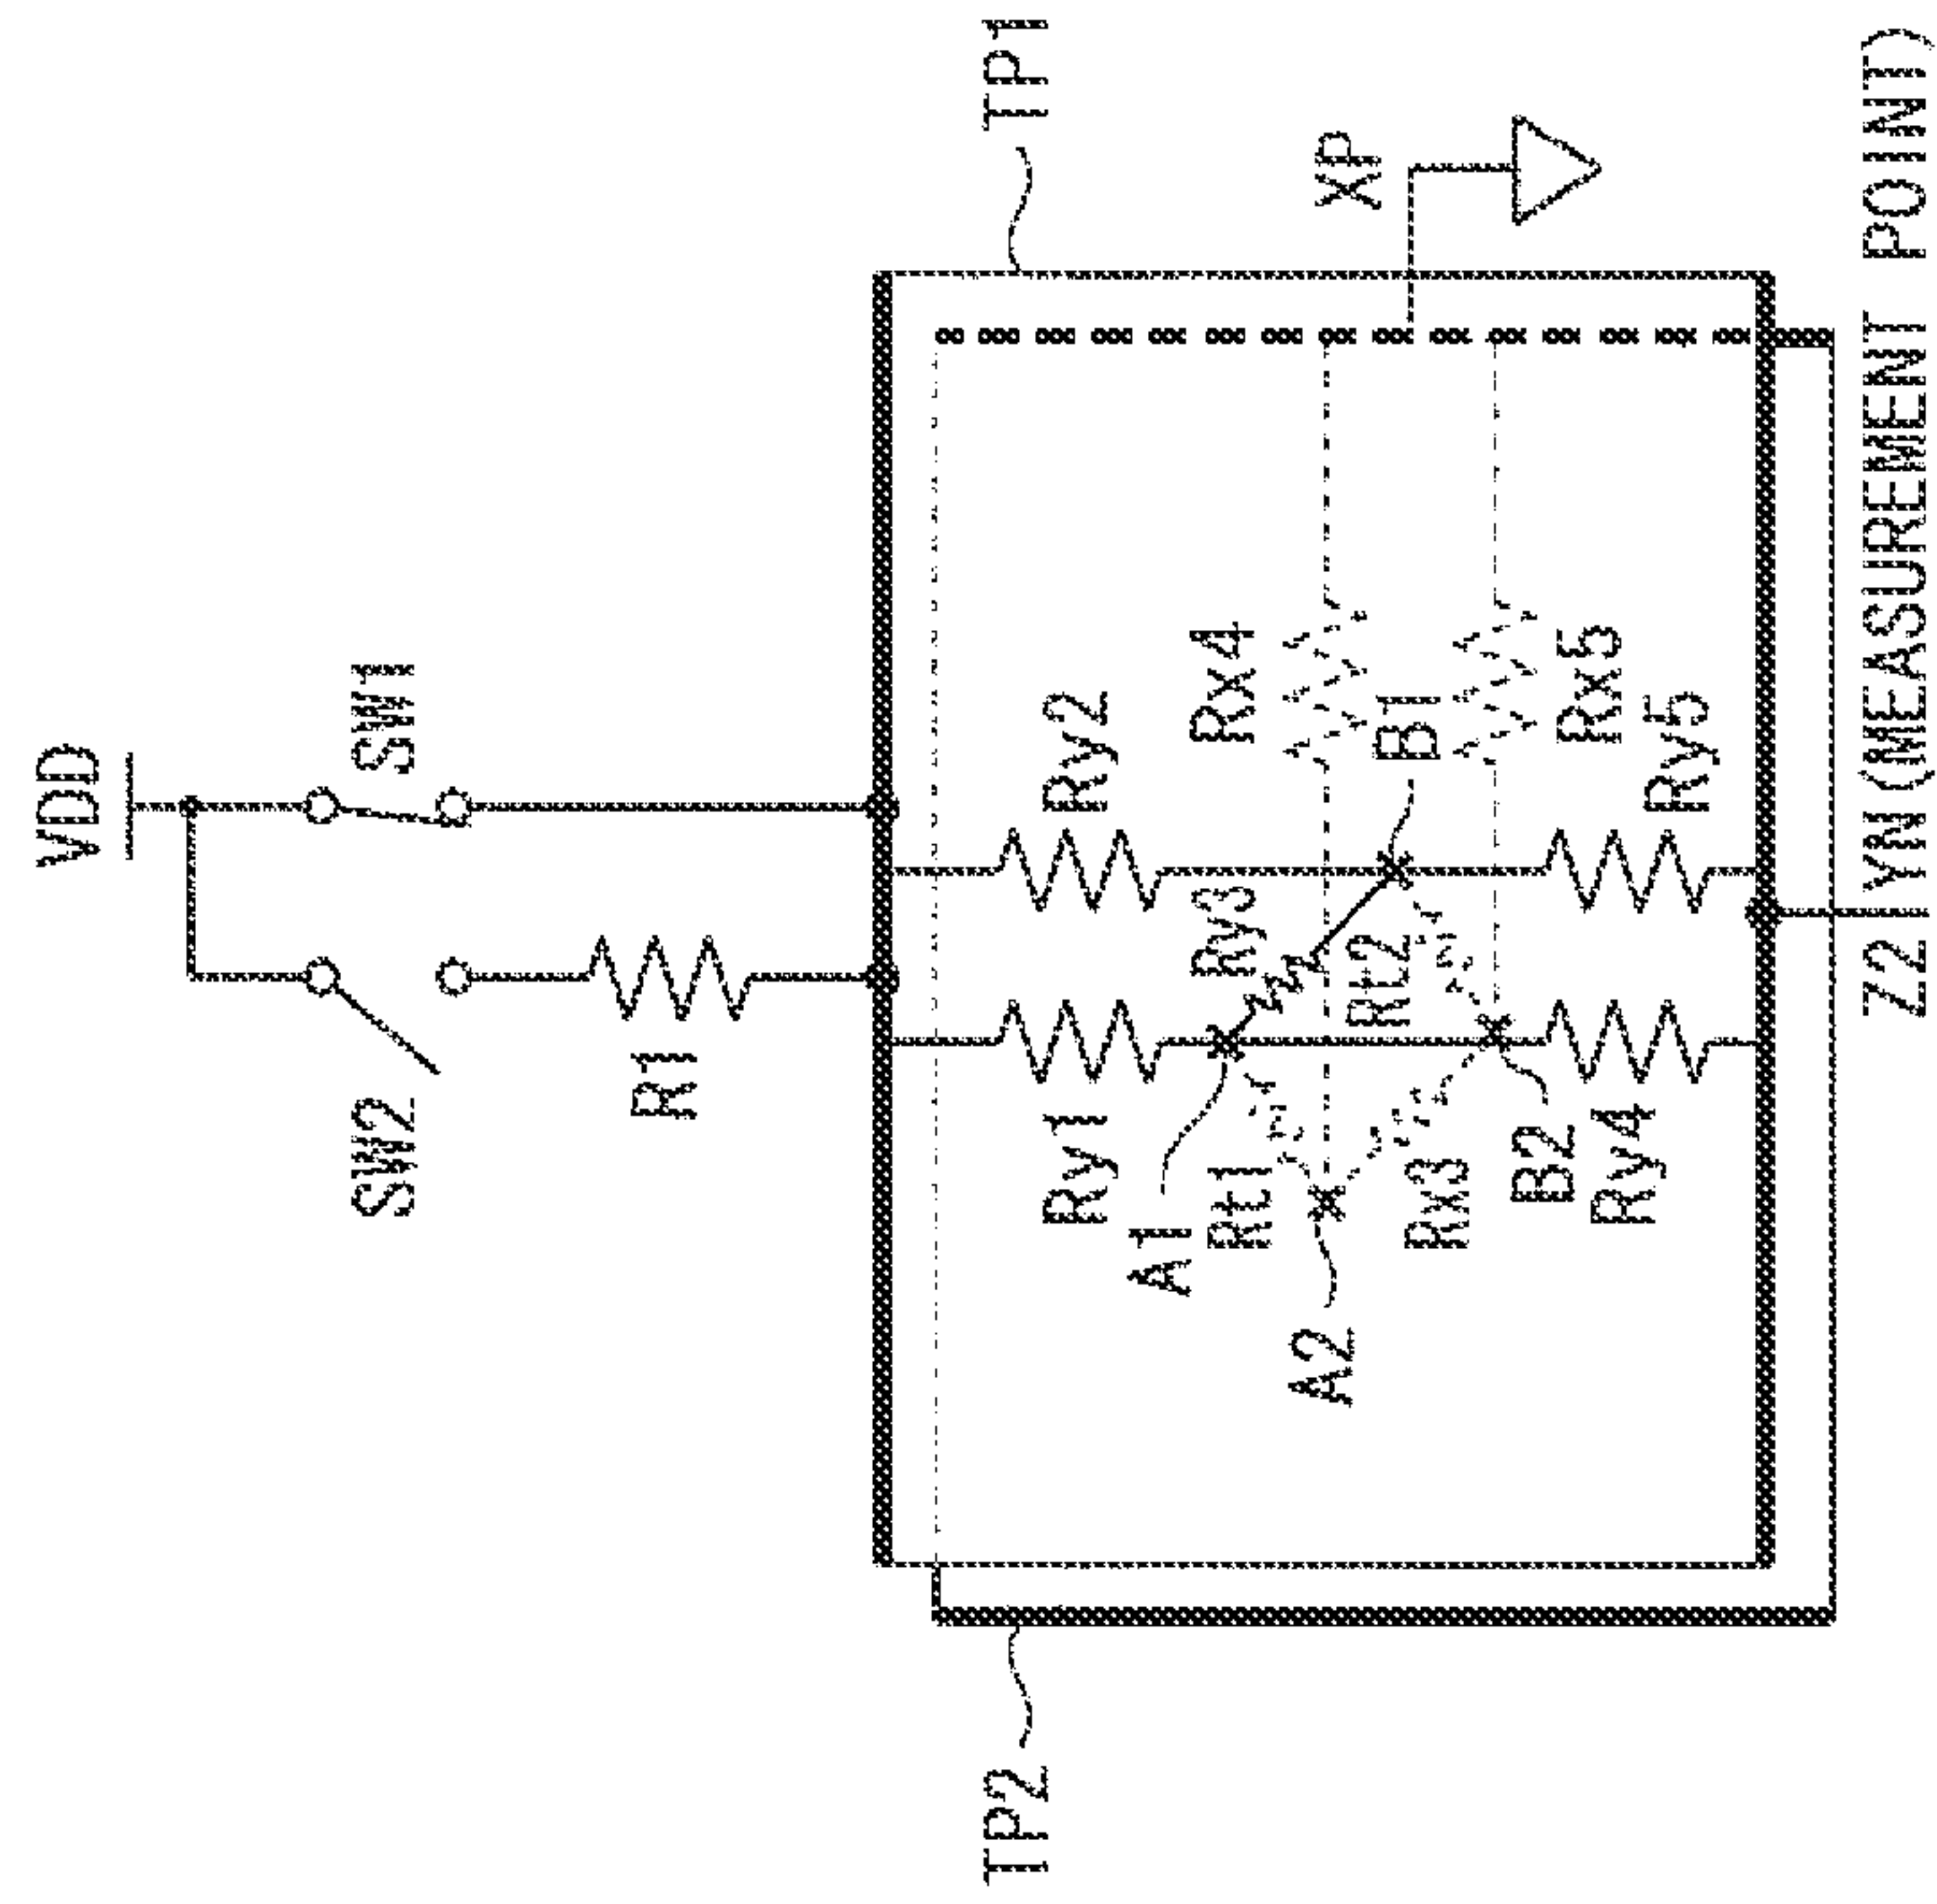 VDD
SW1
SW2
R1
TP1
TP2
XP
Ry1
Ry2
Ry3
Rx4
B1
A1
Rt1
Rt2
A2
Rx3
Rx5
B2
Ry4
Ry5
Z2 YN (MEASUREMENT POINT)